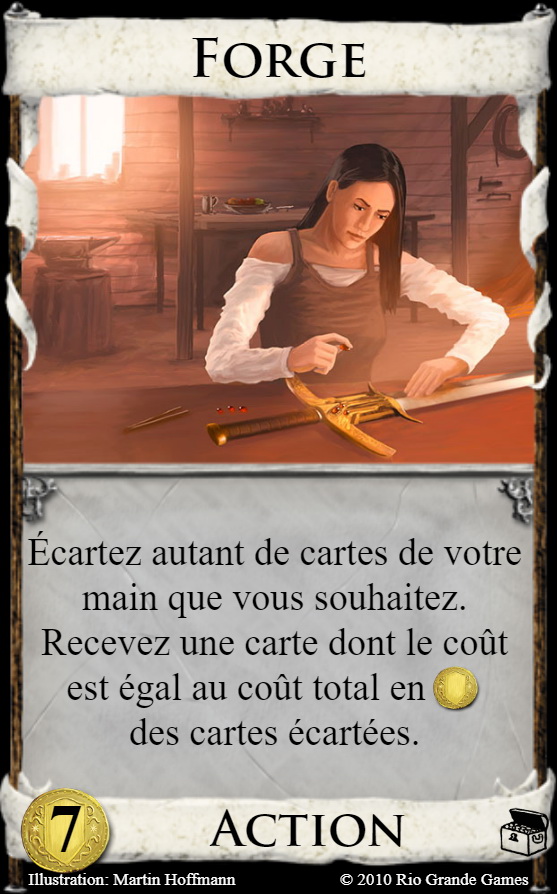 FORGE
Écartez autant de cartes de votre
main que vous souhaitez.
Recevez une carte dont le coût
est égal au coût total en
des cartes écartées.
7
ACTION
Illustration: Martin Hoffmann
© 2010 Rio Grande Games